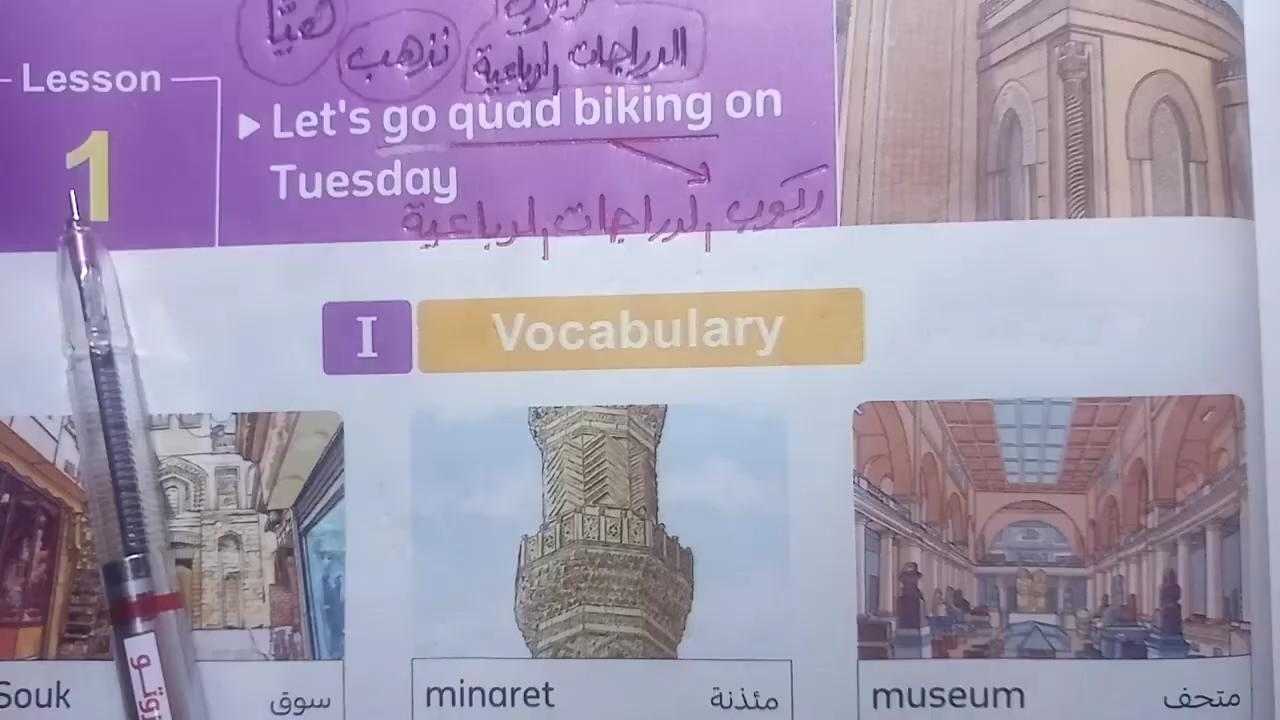 هيّا
نذهب
الدراجات الرباعية
Lesson
1
Let's go quad biking on
Tuesday
ركوب الدراجات الرباعية
I
Vocabulary
Souk سوق
minaret مئذنة
museum متحف